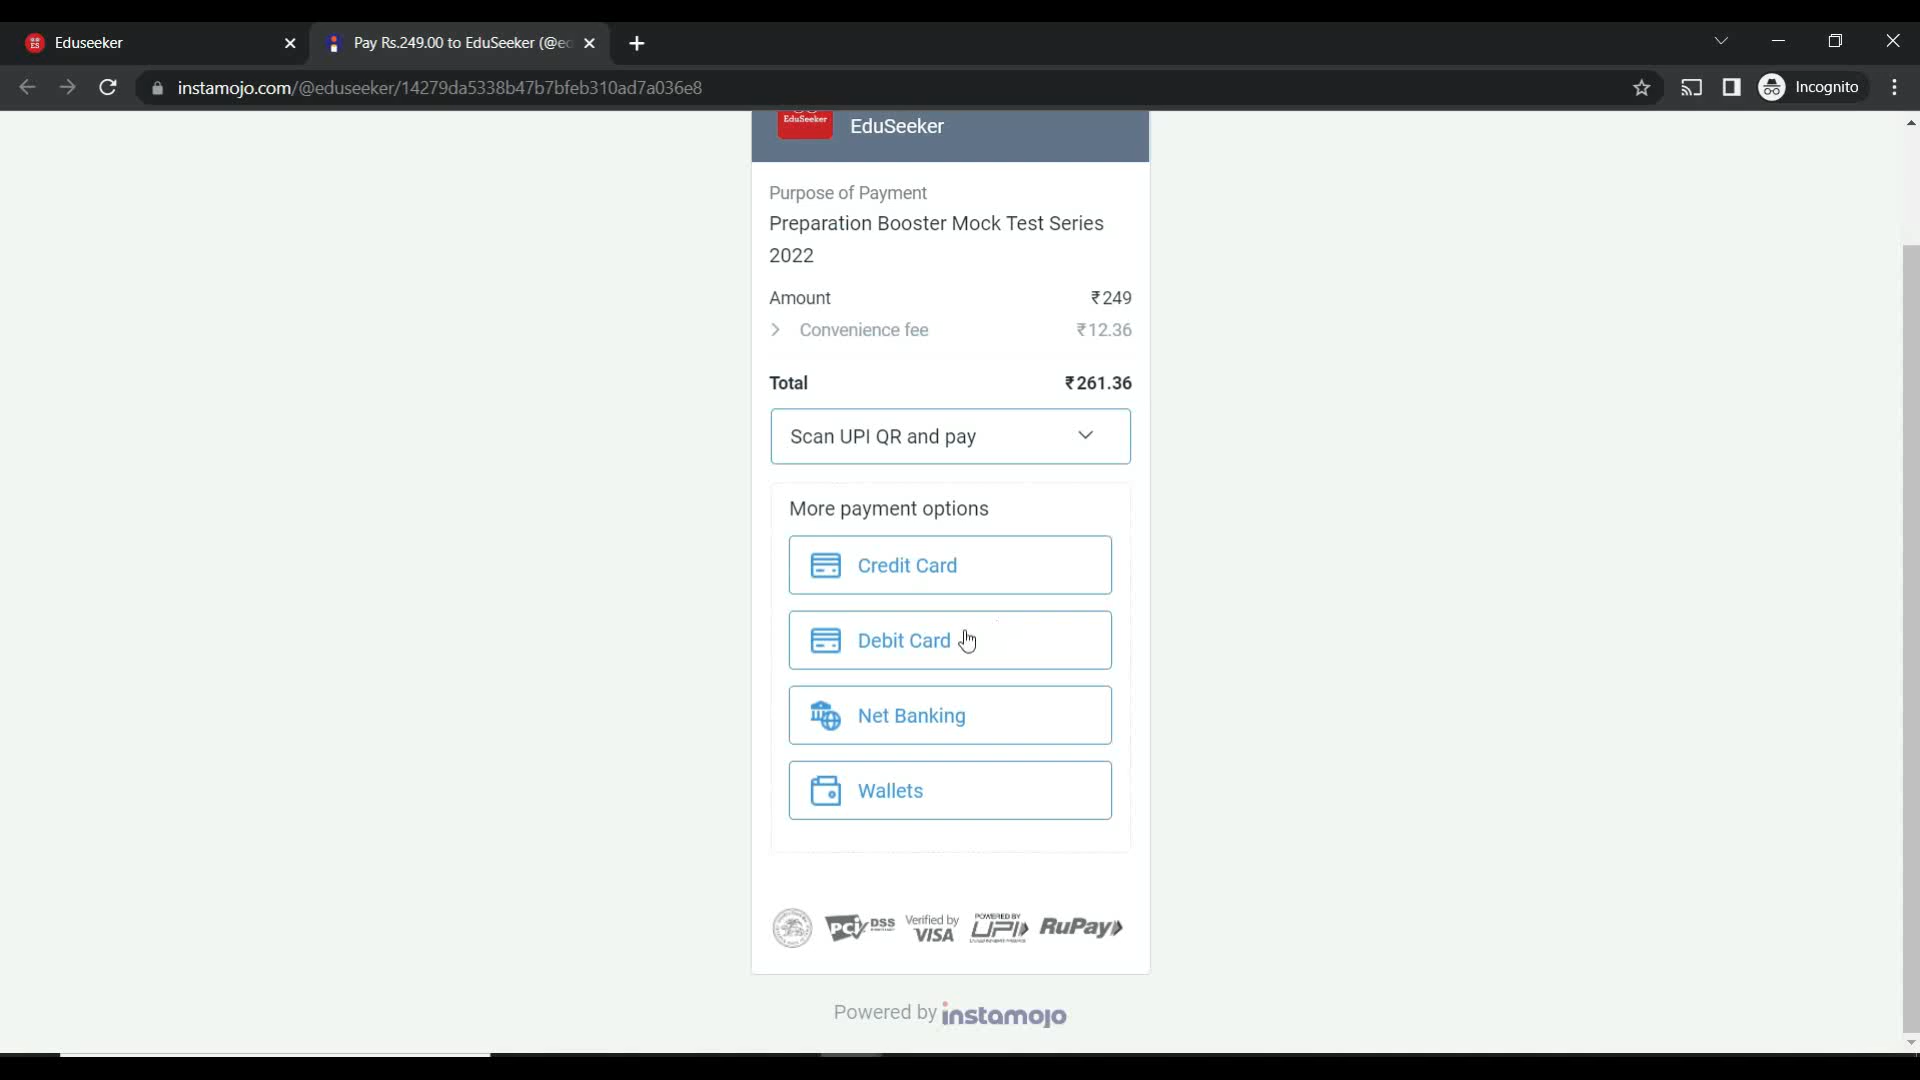 Eduseeker
Pay Rs.249.00 to EduSeeker (@ec
instamojo.com/@eduseeker/14279da5338b47b7bfeb310ad7a036e8
Incognito
EduSeeker
EduSeeker
Purpose of Payment
Preparation Booster Mock Test Series
2022
Amount ₹249
Convenience fee ₹12.36
Total ₹261.36
Scan UPI QR and pay
More payment options
Credit Card
Debit Card
Net Banking
Wallets
PCI DSS
Verified by
VISA
POWERED BY
UPI
RuPay
Powered by instamojo